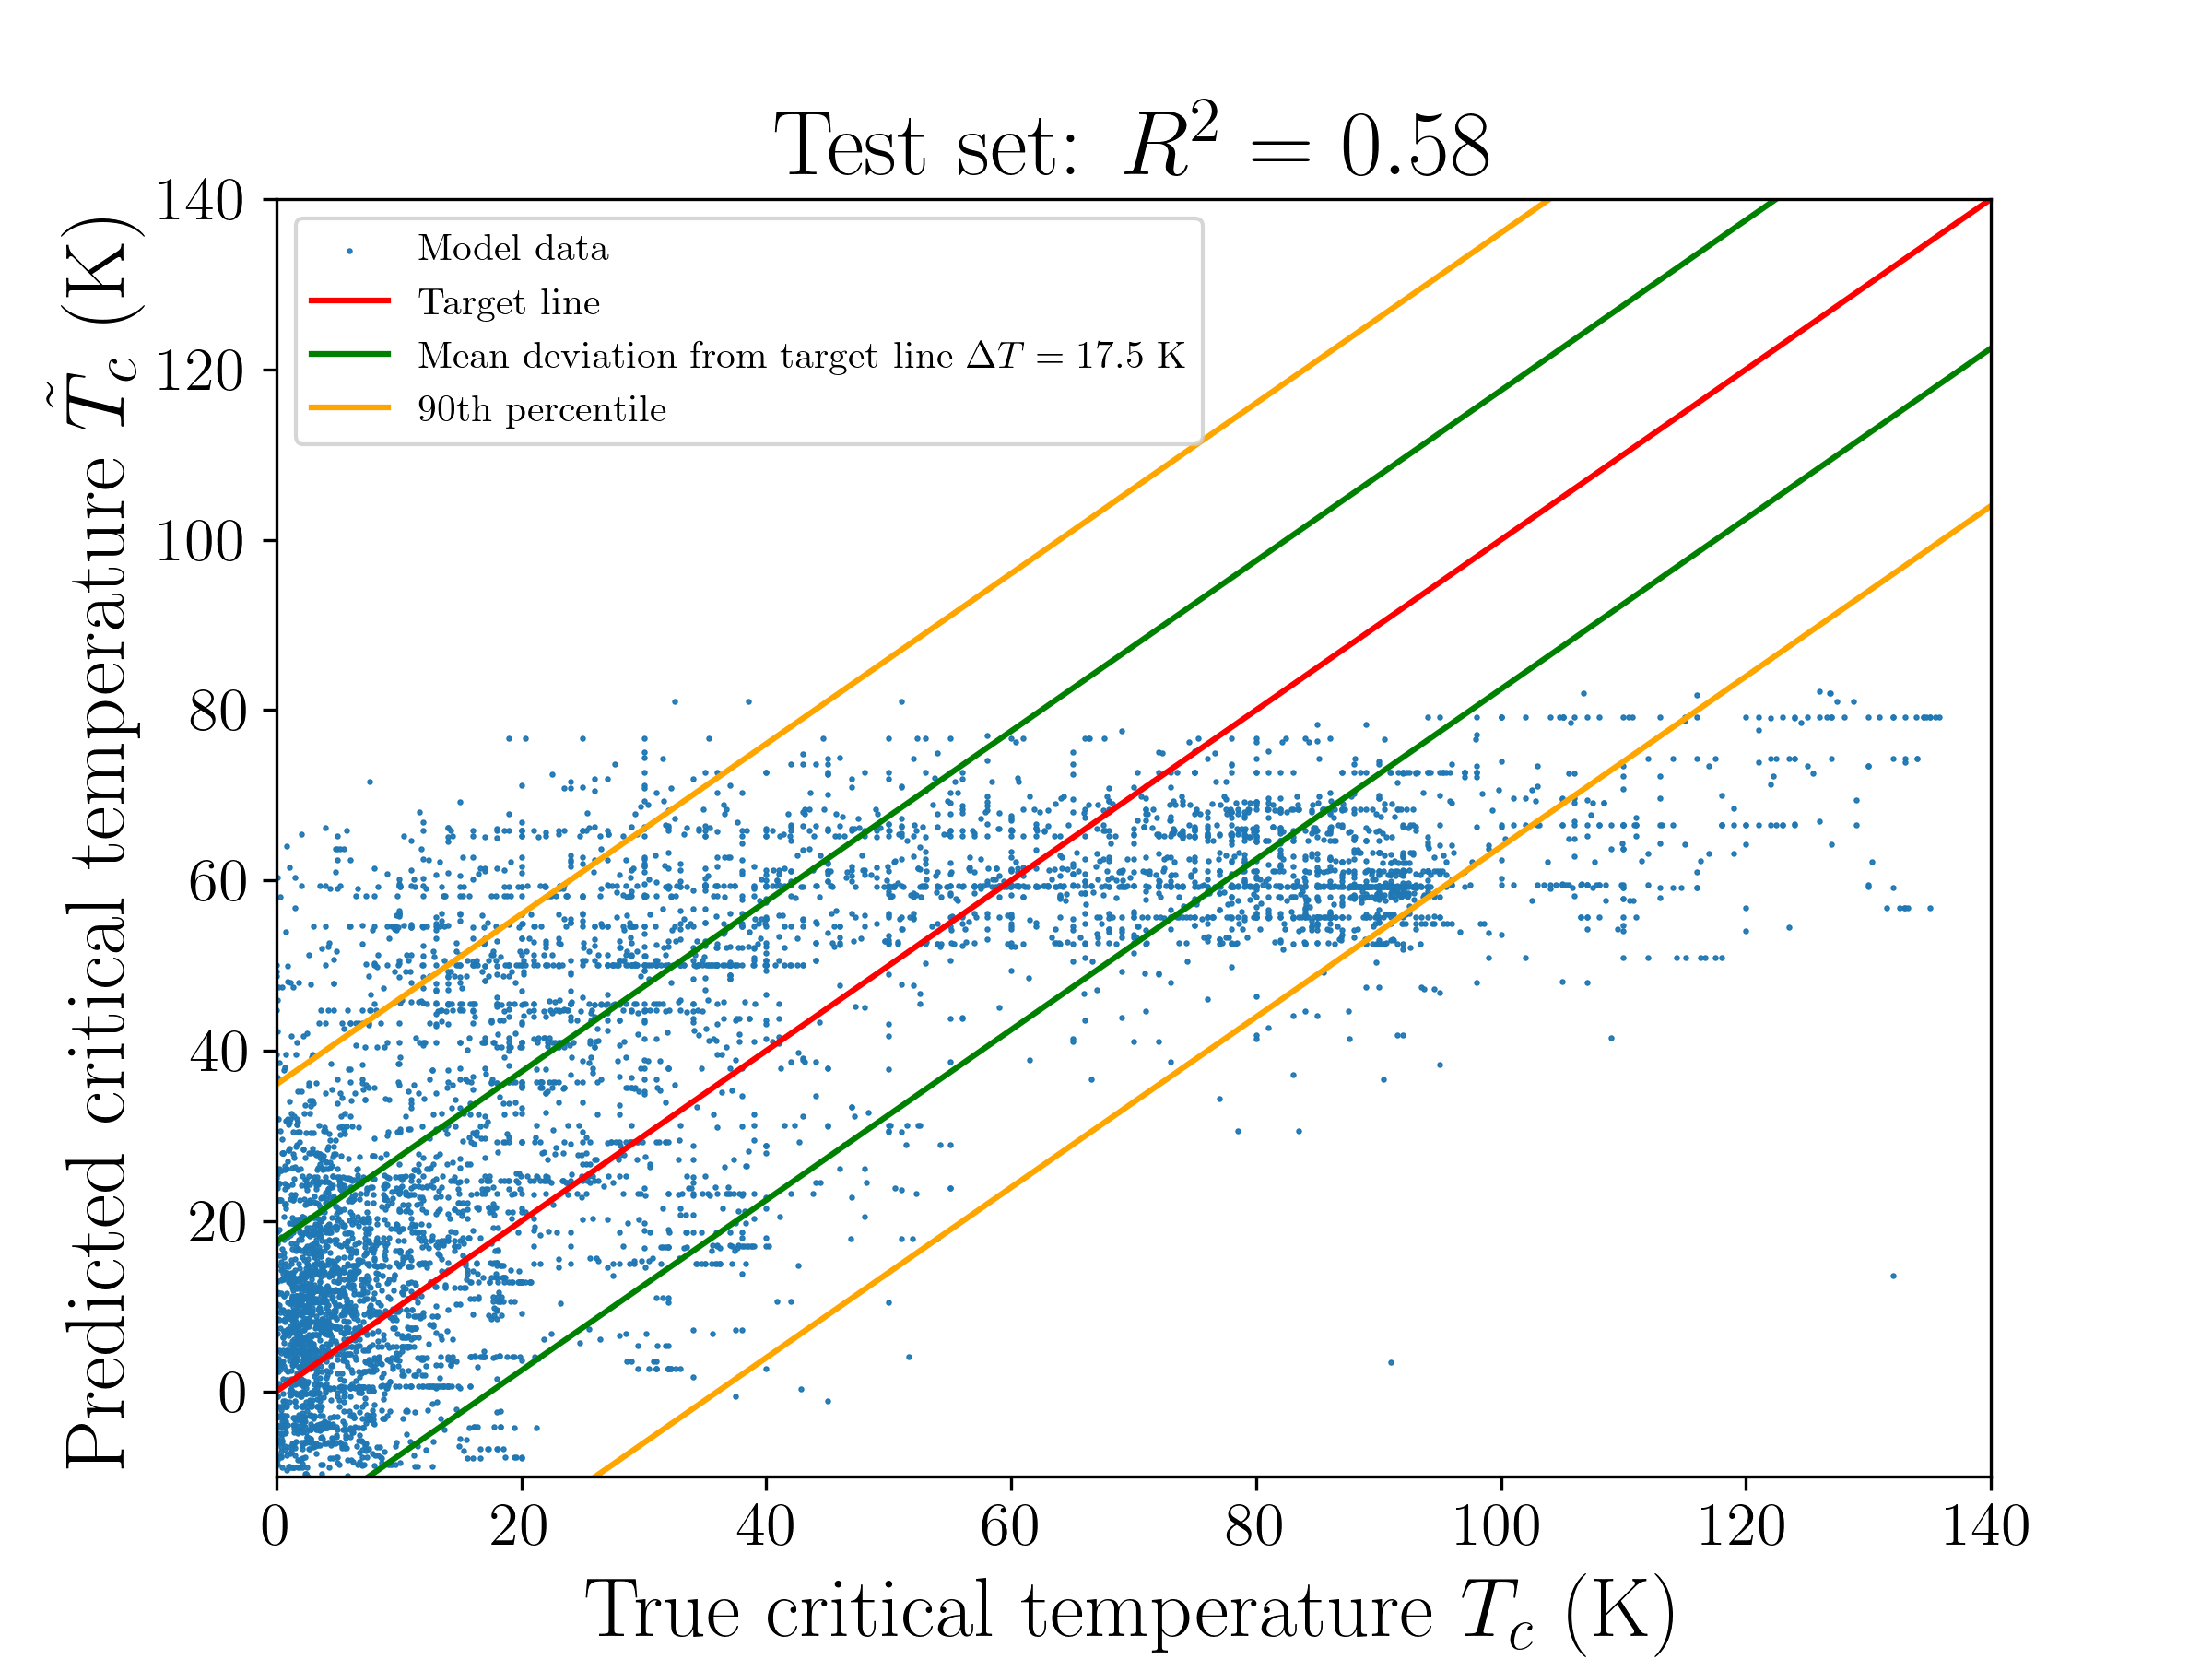 Test set: R² = 0.58
Model data
Target line
Mean deviation from target line ΔT = 17.5 K
90th percentile
140
120
100
80
60
40
20
0
Predicted critical temperature T̃c (K)
0 20 40 60 80 100 120 140
True critical temperature Tc (K)